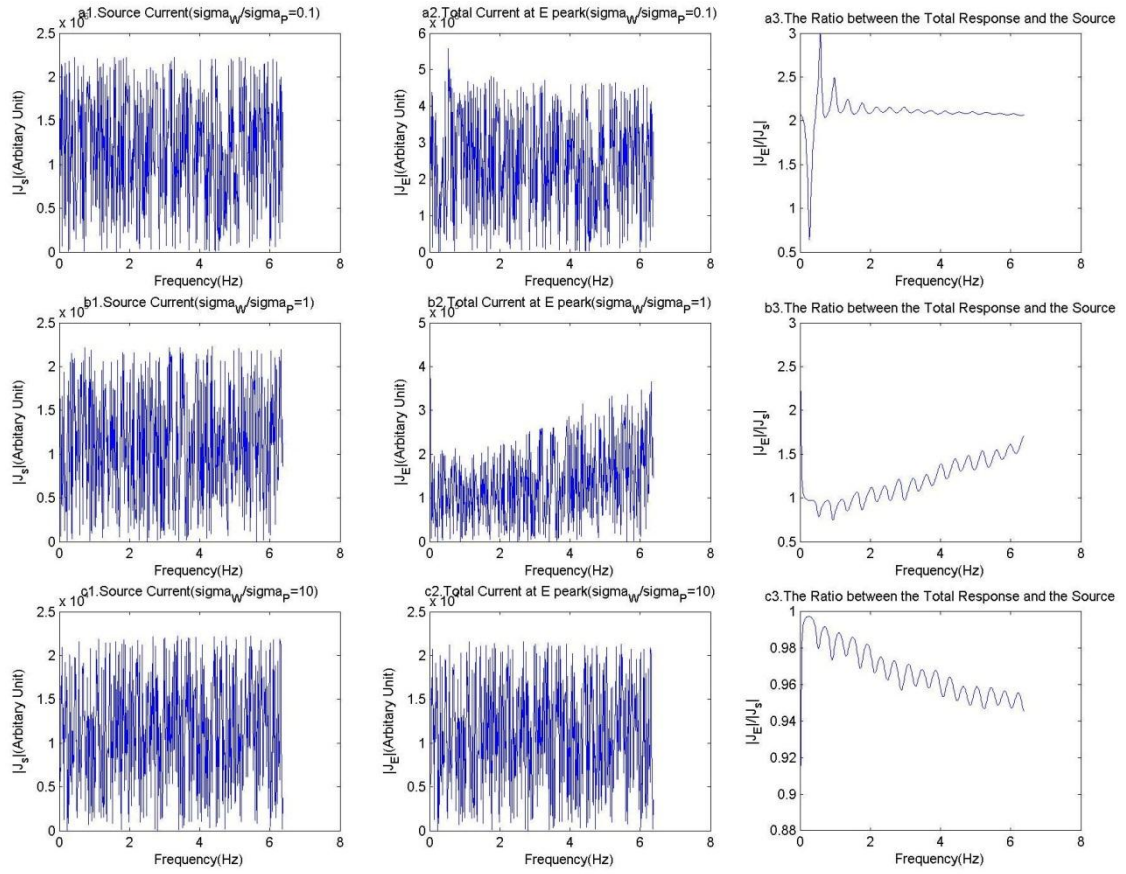 a1.Source Current(sigma_W/sigma_P=0.1)
2.5
2
1.5
1
0.5
0
|J_s|(Arbitary Unit)
0 2 4 6 8
Frequency(Hz)
a2.Total Current at E peark(sigma_W/sigma_P=0.1)
6
5
4
3
2
1
0
|J_E|(Arbitary Unit)
0 2 4 6 8
Frequency(Hz)
a3.The Ratio between the Total Response and the Source
3
2.5
2
1.5
1
0.5
|J_E|/|J_s|
0 2 4 6 8
Frequency(Hz)
b1.Source Current(sigma_W/sigma_P=1)
2.5
2
1.5
1
0.5
0
|J_s|(Arbitary Unit)
0 2 4 6 8
Frequency(Hz)
b2.Total Current at E peark(sigma_W/sigma_P=1)
5
4
3
2
1
0
|J_E|(Arbitary Unit)
0 2 4 6 8
Frequency(Hz)
b3.The Ratio between the Total Response and the Source
3
2.5
2
1.5
1
0.5
|J_E|/|J_s|
0 2 4 6 8
Frequency(Hz)
c1.Source Current(sigma_W/sigma_P=10)
2.5
2
1.5
1
0.5
0
|J_s|(Arbitary Unit)
0 2 4 6 8
Frequency(Hz)
c2.Total Current at E peark(sigma_W/sigma_P=10)
2.5
2
1.5
1
0.5
0
|J_E|(Arbitary Unit)
0 2 4 6 8
Frequency(Hz)
c3.The Ratio between the Total Response and the Source
1
0.98
0.96
0.94
0.92
0.9
0.88
|J_E|/|J_s|
0 2 4 6 8
Frequency(Hz)